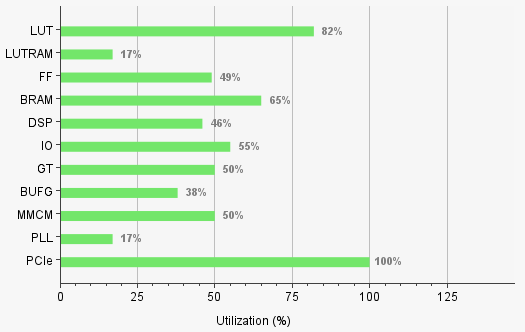 LUT 82%
LUTRAM 17%
FF 49%
BRAM 65%
DSP 46%
IO 55%
GT 50%
BUFG 38%
MMCM 50%
PLL 17%
PCIe 100%
0 25 50 75 100 125
Utilization (%)